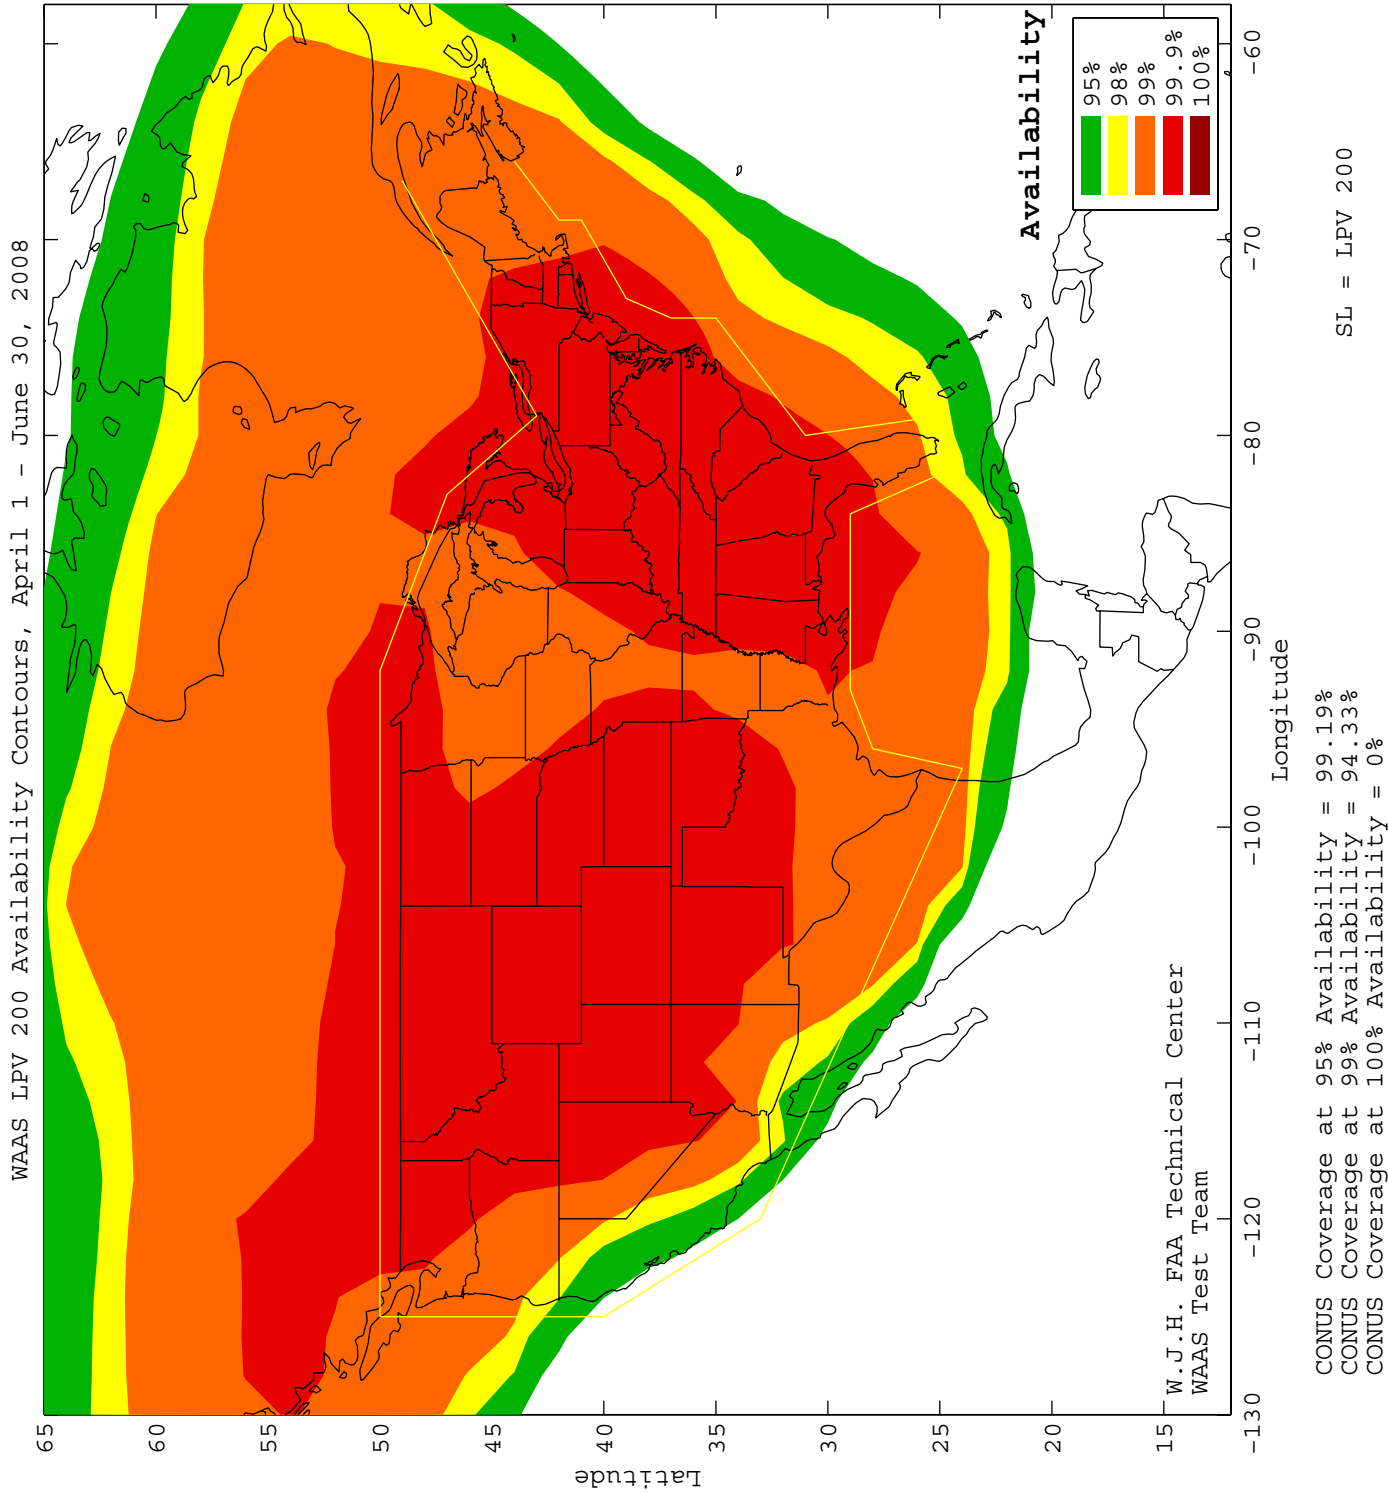 WAAS LPV 200 Availability Contours, April 1 - June 30, 2008
Latitude
65
60
55
50
45
40
35
30
25
20
15
-130
-120
-110
-100
-90
-80
-70
-60
Longitude
W.J.H. FAA Technical Center
WAAS Test Team
Availability
95%
98%
99%
99.9%
100%
CONUS Coverage at 95% Availability = 99.19%
CONUS Coverage at 99% Availability = 94.33%
CONUS Coverage at 100% Availability = 0%
SL = LPV 200